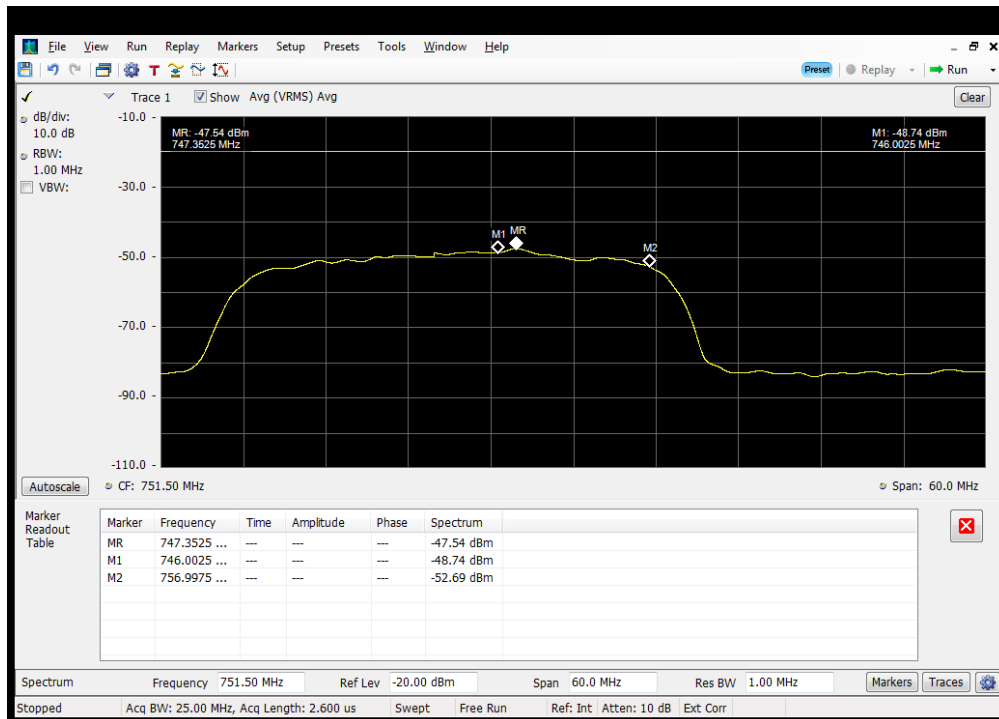 File View Run Replay Markers Setup Presets Tools Window Help
T Preset Replay Run
Trace 1 Show Avg (VRMS) Avg Clear
dB/div:
10.0 dB
RBW:
1.00 MHz
VBW:
-10.0
-30.0
-50.0
-70.0
-90.0
-110.0
MR: -47.54 dBm
747.3525 MHz
M1: -48.74 dBm
746.0025 MHz
M1 MR
M2
Autoscale CF: 751.50 MHz Span: 60.0 MHz
Marker
Readout
Table
Marker Frequency Time Amplitude Phase Spectrum
MR 747.3525 ... --- --- --- -47.54 dBm
M1 746.0025 ... --- --- --- -48.74 dBm
M2 756.9975 ... --- --- --- -52.69 dBm
Spectrum Frequency 751.50 MHz Ref Lev -20.00 dBm Span 60.0 MHz Res BW 1.00 MHz Markers Traces
Stopped Acq BW: 25.00 MHz, Acq Length: 2.600 us Swept Free Run Ref: Int Atten: 10 dB Ext Corr